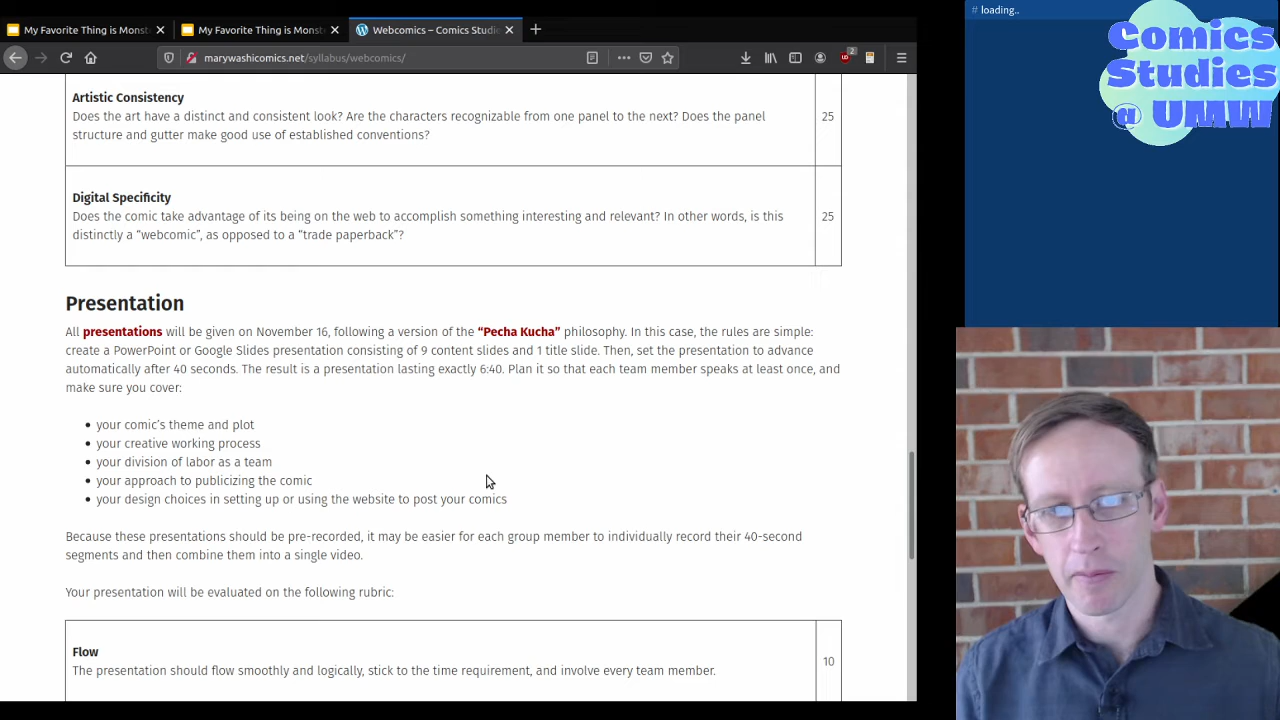 My Favorite Thing is Monst
My Favorite Thing is Monst
Webcomics – Comics Studie
marywashicomics.net/syllabus/webcomics/
2
# loading..
Comics
Studies
@ UMW
Artistic Consistency
Does the art have a distinct and consistent look? Are the characters recognizable from one panel to the next? Does the panel
structure and gutter make good use of established conventions?
25
Digital Specificity
Does the comic take advantage of its being on the web to accomplish something interesting and relevant? In other words, is this
distinctly a “webcomic”, as opposed to a “trade paperback”?
25
Presentation
All presentations will be given on November 16, following a version of the “Pecha Kucha” philosophy. In this case, the rules are simple:
create a PowerPoint or Google Slides presentation consisting of 9 content slides and 1 title slide. Then, set the presentation to advance
automatically after 40 seconds. The result is a presentation lasting exactly 6:40. Plan it so that each team member speaks at least once, and
make sure you cover:
• your comic’s theme and plot
• your creative working process
• your division of labor as a team
• your approach to publicizing the comic
• your design choices in setting up or using the website to post your comics
Because these presentations should be pre-recorded, it may be easier for each group member to individually record their 40-second
segments and then combine them into a single video.
Your presentation will be evaluated on the following rubric:
Flow
The presentation should flow smoothly and logically, stick to the time requirement, and involve every team member.
10